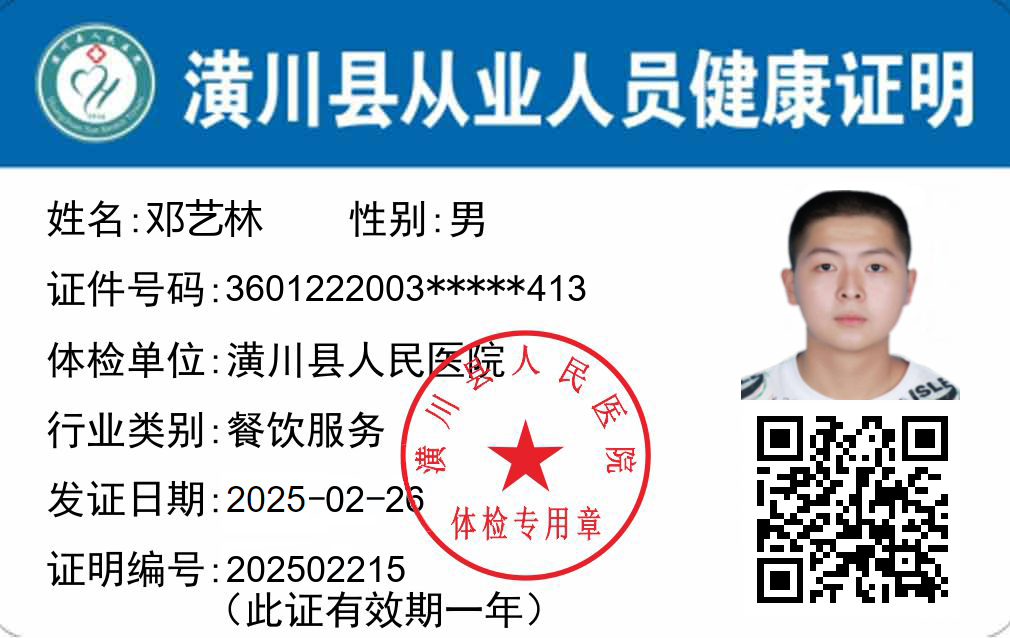 潢川县从业人员健康证明
姓名:邓艺林 性别:男
证件号码:3601222003*****413
体检单位:潢川县人民医院
行业类别:餐饮服务
发证日期:2025-02-26
证明编号:202502215
(此证有效期一年)
潢川县人民医院
体检专用章
ISLE